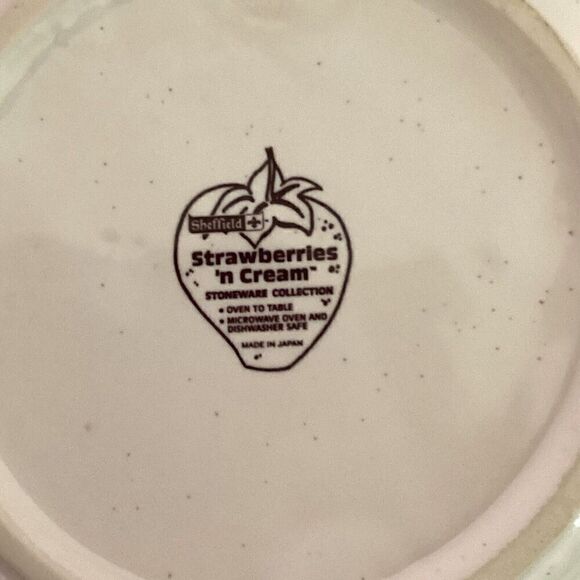 Sheffield
Strawberries
'n Cream™
STONEWARE COLLECTION
• OVEN TO TABLE
• MICROWAVE OVEN AND
DISHWASHER SAFE
MADE IN JAPAN